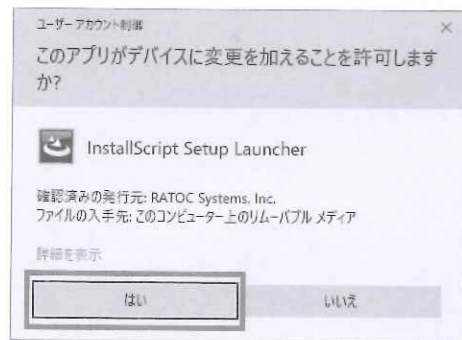 ユーザー アカウント制御
このアプリがデバイスに変更を加えることを許可します
か?
InstallScript Setup Launcher
確認済みの発行元: RATOC Systems, Inc.
ファイルの入手先: このコンピューター上のリムーバブル メディア
詳細を表示
はい
いいえ